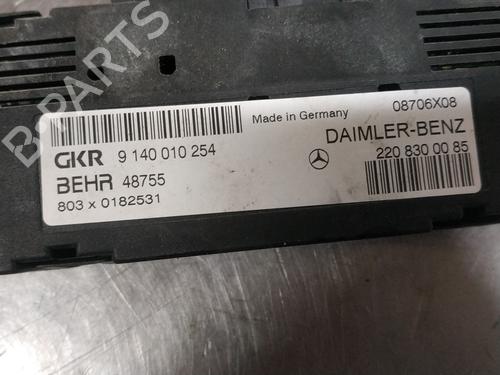 Made in Germany
08706X08
GKR 9 140 010 254
DAIMLER-BENZ
BEHR 48755
220 830 00 85
803 x 0182531
B-PARTS